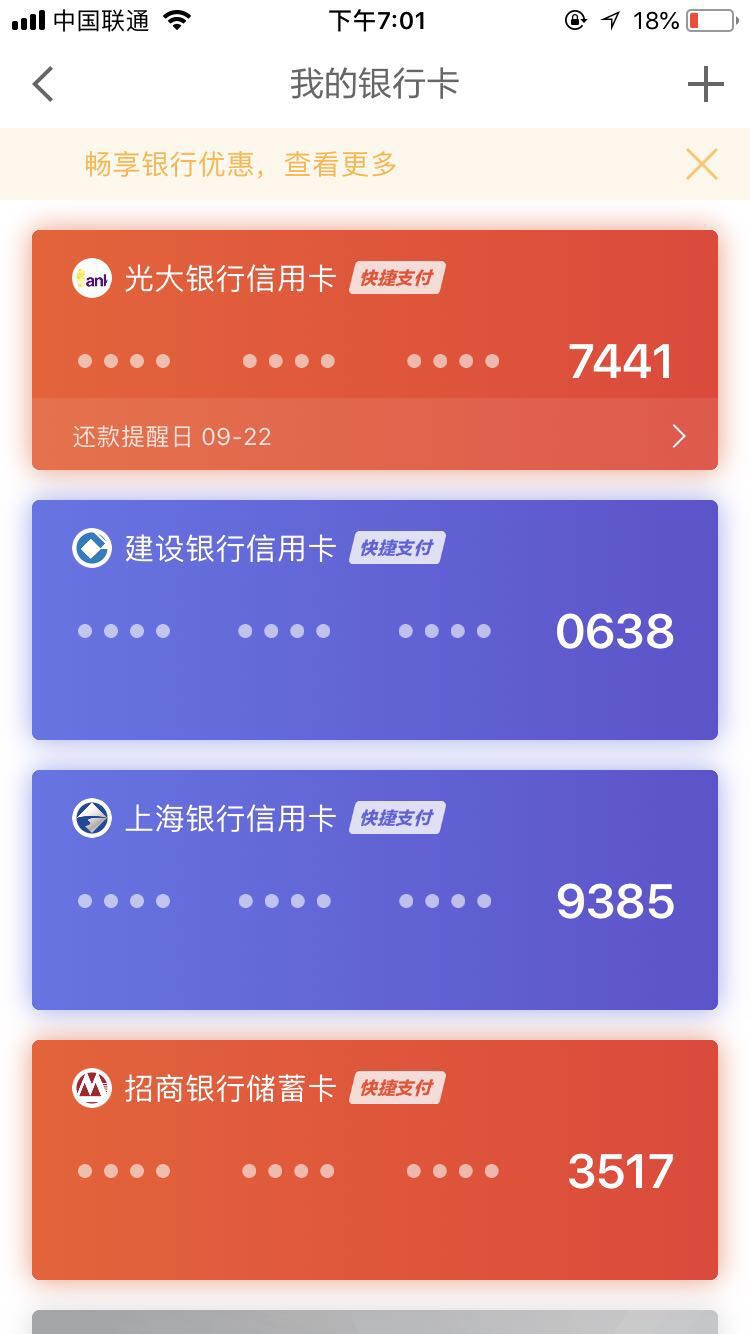 中国联通 下午7:01 18%
我的银行卡
畅享银行优惠，查看更多
光大银行信用卡 快捷支付
•••• •••• •••• 7441
还款提醒日 09-22
建设银行信用卡 快捷支付
•••• •••• •••• 0638
上海银行信用卡 快捷支付
•••• •••• •••• 9385
招商银行储蓄卡 快捷支付
•••• •••• •••• 3517